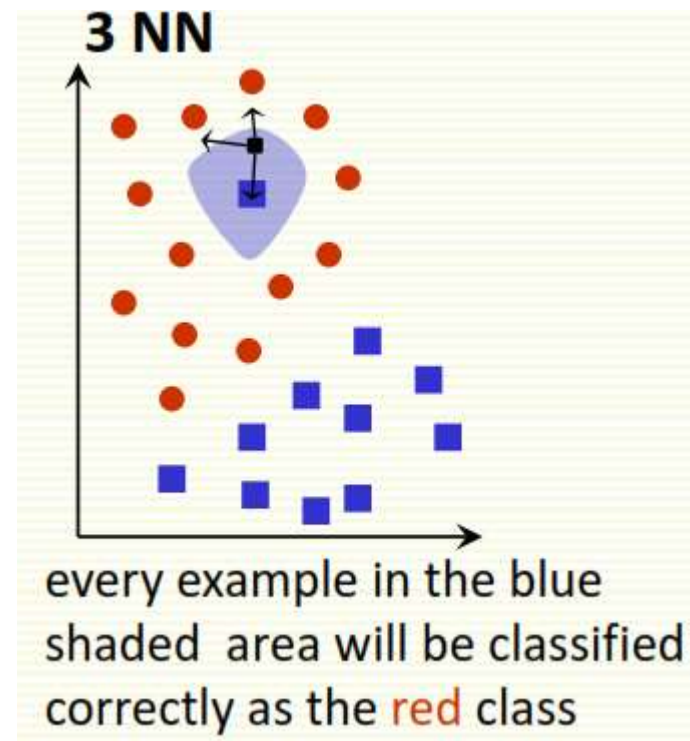 3 NN
every example in the blue
shaded area will be classified
correctly as the red class